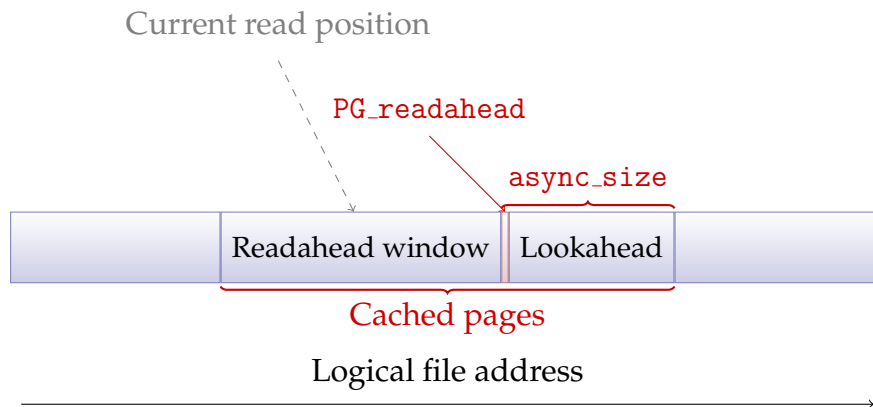 Current read position
PG_readahead
async_size
Readahead window
Lookahead
Cached pages
Logical file address